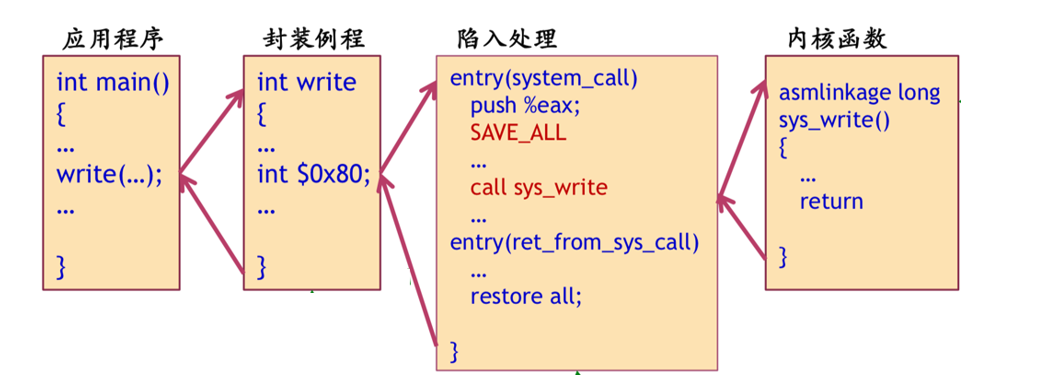 应用程序
int main()
{
…
write(…);
…
}
封装例程
int write
{
…
int $0x80;
…
}
陷入处理
entry(system_call)
push %eax;
SAVE_ALL
…
call sys_write
…
entry(ret_from_sys_call)
…
restore all;
}
内核函数
asmlinkage long
sys_write()
{
…
return
}